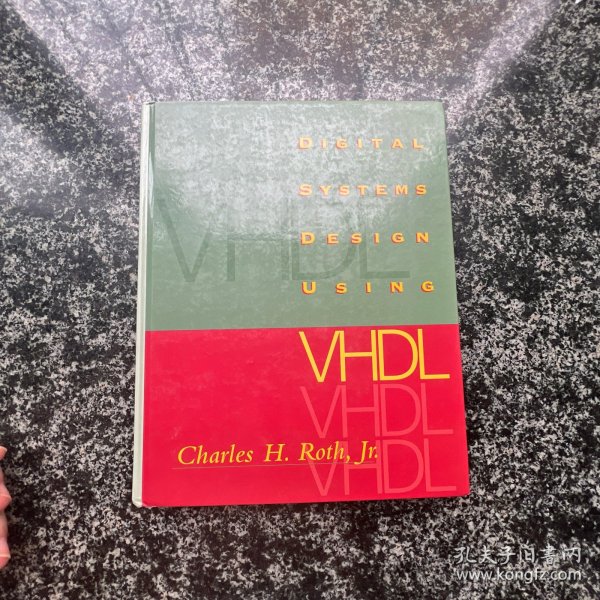 DIGITAL
SYSTEMS
VHDL
DESIGN
USING
VHDL
VHDL
Charles H. Roth, Jr.
VHDL
孔夫子旧书网
www.kongfz.com